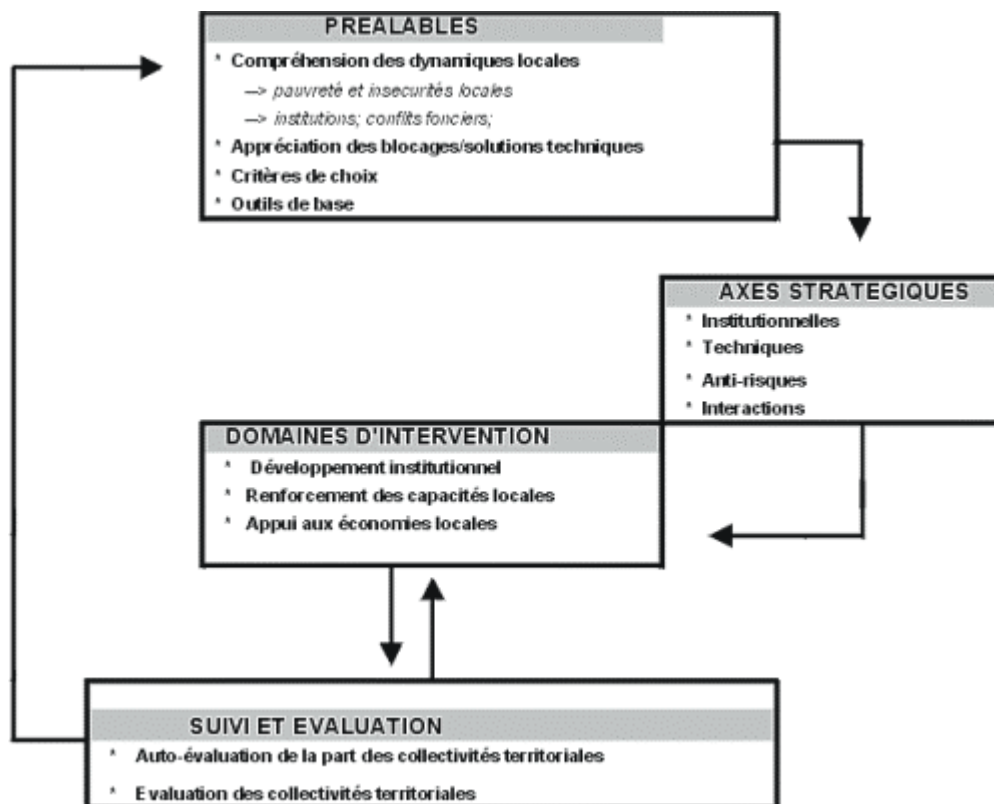 PREALABLES
* Compréhension des dynamiques locales
—> pauvreté et insecurités locales
—> institutions; conflits fonciers;
* Appréciation des blocages/solutions techniques
* Critères de choix
* Outils de base
AXES STRATEGIQUES
* Institutionnelles
* Techniques
* Anti-risques
* Interactions
DOMAINES D'INTERVENTION
* Développement institutionnel
* Renforcement des capacités locales
* Appui aux économies locales
SUIVI ET EVALUATION
* Auto-évaluation de la part des collectivités territoriales
* Evaluation des collectivités territoriales